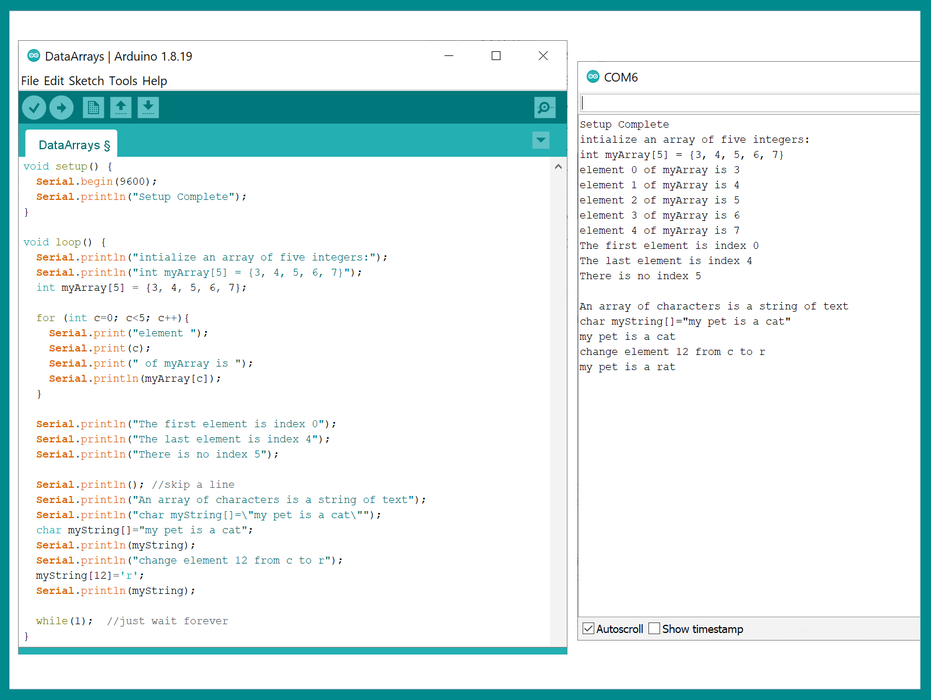 DataArrays | Arduino 1.8.19
File Edit Sketch Tools Help
DataArrays §
void setup() {
  Serial.begin(9600);
  Serial.println("Setup Complete");
}

void loop() {
  Serial.println("intialize an array of five integers:");
  Serial.println("int myArray[5] = {3, 4, 5, 6, 7}");
  int myArray[5] = {3, 4, 5, 6, 7};

  for (int c=0; c<5; c++){
    Serial.print("element ");
    Serial.print(c);
    Serial.print(" of myArray is ");
    Serial.println(myArray[c]);
  }

  Serial.println("The first element is index 0");
  Serial.println("The last element is index 4");
  Serial.println("There is no index 5");

  Serial.println(); //skip a line
  Serial.println("An array of characters is a string of text");
  Serial.println("char myString[]=\"my pet is a cat\"");
  char myString[]="my pet is a cat";
  Serial.println(myString);
  Serial.println("change element 12 from c to r");
  myString[12]='r';
  Serial.println(myString);

  while(1);  //just wait forever
}
COM6
Setup Complete
intialize an array of five integers:
int myArray[5] = {3, 4, 5, 6, 7}
element 0 of myArray is 3
element 1 of myArray is 4
element 2 of myArray is 5
element 3 of myArray is 6
element 4 of myArray is 7
The first element is index 0
The last element is index 4
There is no index 5

An array of characters is a string of text
char myString[]="my pet is a cat"
my pet is a cat
change element 12 from c to r
my pet is a rat
Autoscroll Show timestamp